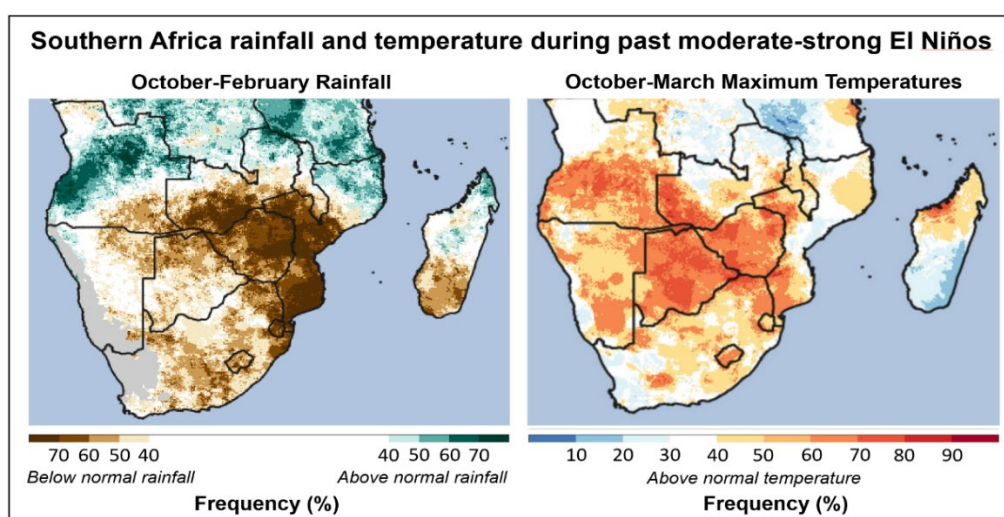 Southern Africa rainfall and temperature during past moderate-strong El Niños
October-February Rainfall
October-March Maximum Temperatures
70 60 50 40
40 50 60 70
Below normal rainfall
Above normal rainfall
Frequency (%)
10 20 30 40 50 60 70 80 90
Above normal temperature
Frequency (%)